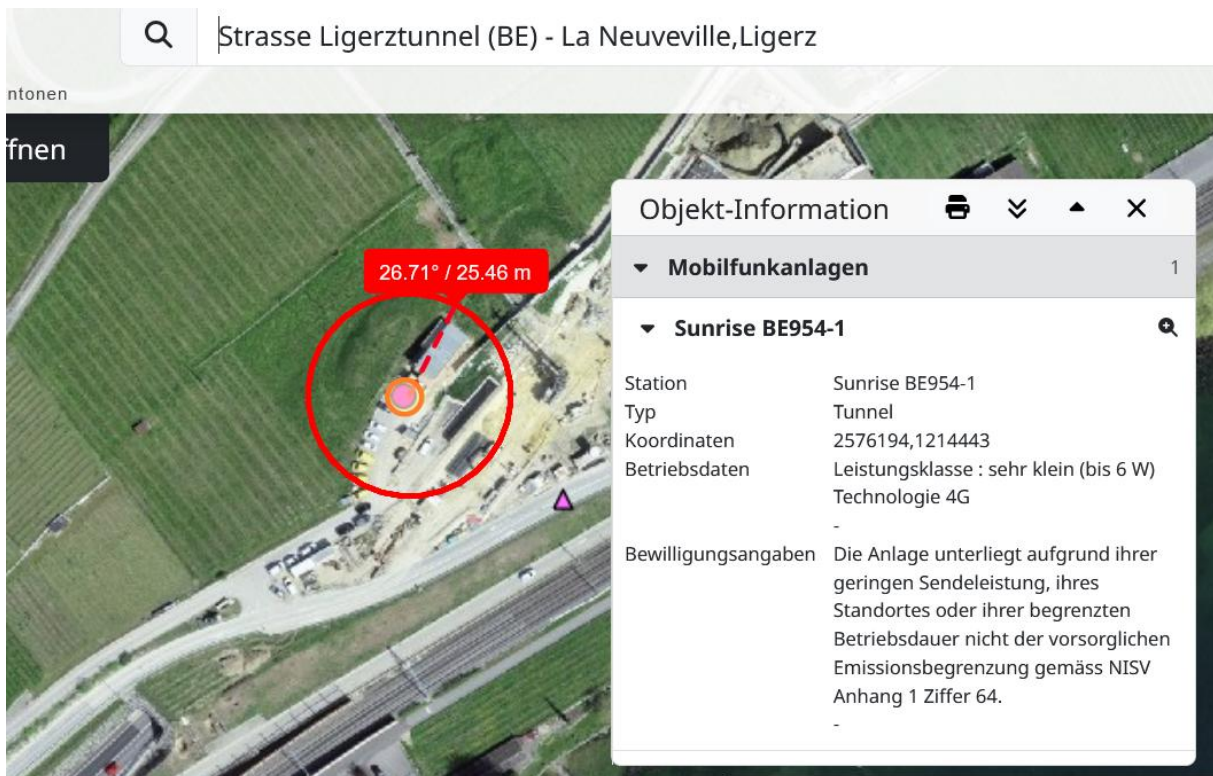 Strasse Ligerztunnel (BE) - La Neuveville,Ligerz
ntonen
ffnen
26.71° / 25.46 m
Objekt-Information
Mobilfunkanlagen 1
Sunrise BE954-1
Station Sunrise BE954-1
Typ Tunnel
Koordinaten 2576194,1214443
Betriebsdaten Leistungsklasse : sehr klein (bis 6 W)
Technologie 4G
-
Bewilligungsangaben Die Anlage unterliegt aufgrund ihrer
geringen Sendeleistung, ihres
Standortes oder ihrer begrenzten
Betriebsdauer nicht der vorsorglichen
Emissionsbegrenzung gemäss NISV
Anhang 1 Ziffer 64.
-